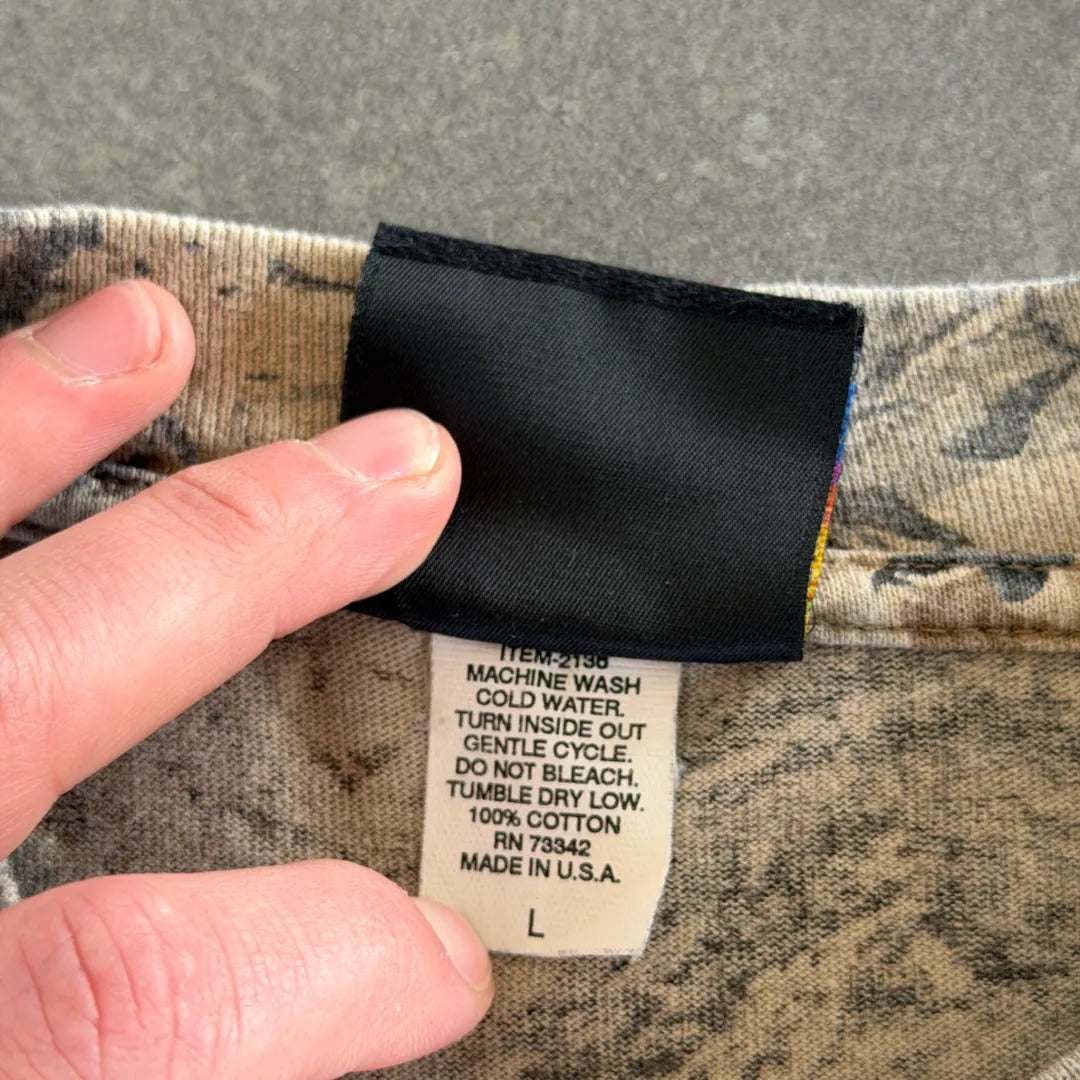 ITEM-2136
MACHINE WASH
COLD WATER.
TURN INSIDE OUT
GENTLE CYCLE.
DO NOT BLEACH.
TUMBLE DRY LOW.
100% COTTON
RN 73342
MADE IN U.S.A.
L